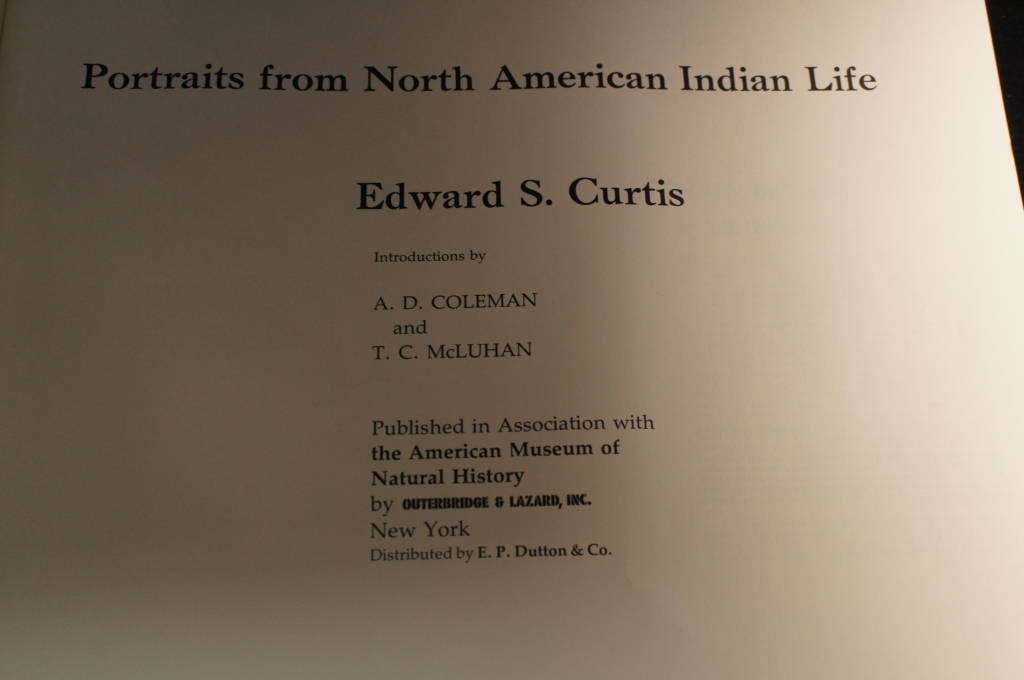 Portraits from North American Indian Life
Edward S. Curtis
Introductions by
A. D. COLEMAN
and
T. C. McLUHAN
Published in Association with
the American Museum of
Natural History
by OUTERBRIDGE & LAZARD, INC.
New York
Distributed by E. P. Dutton & Co.